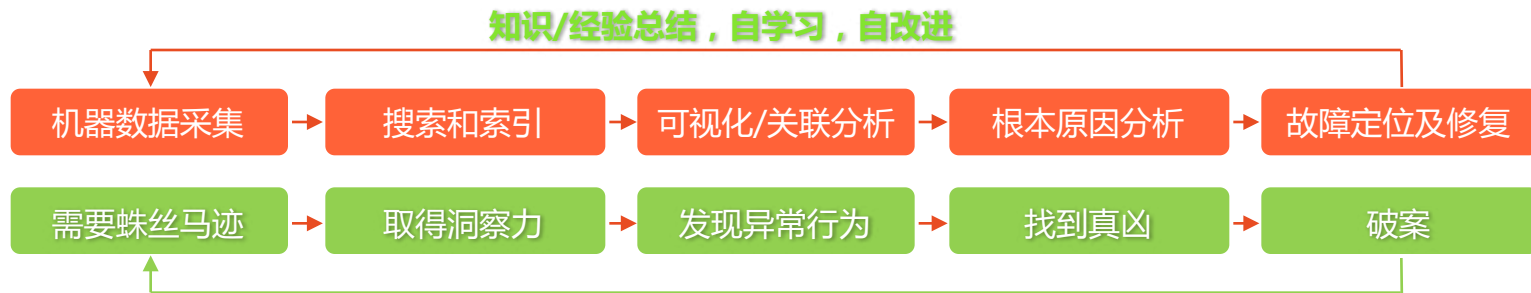 知识/经验总结，自学习，自改进
机器数据采集
搜索和索引
可视化/关联分析
根本原因分析
故障定位及修复
需要蛛丝马迹
取得洞察力
发现异常行为
找到真凶
破案